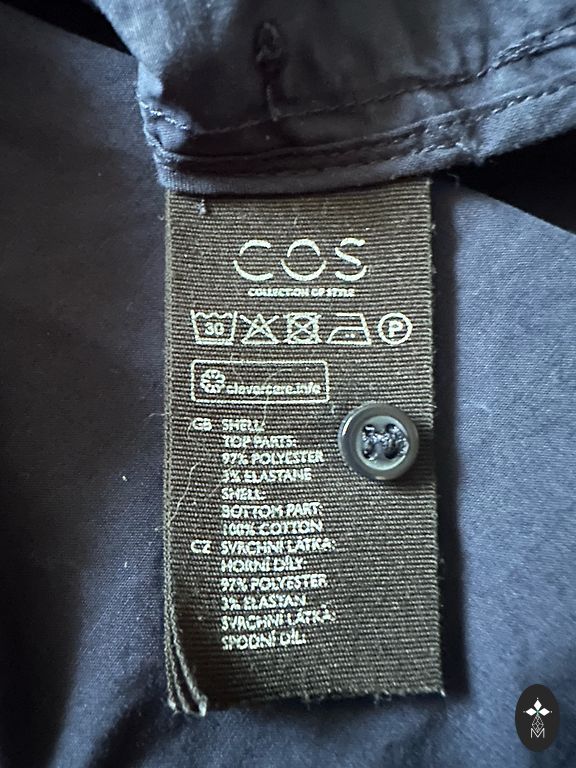 COS
COLLECTION OF STYLE
30 P
clevercare.info
GB SHELL:
TOP PARTS:
97% POLYESTER
3% ELASTANE
SHELL:
BOTTOM PART:
100% COTTON
CZ SVRCHNÍ LÁTKA:
HORNÍ DÍLY:
97% POLYESTER
3% ELASTAN
SVRCHNÍ LÁTKA:
SPODNÍ DÍL:
M